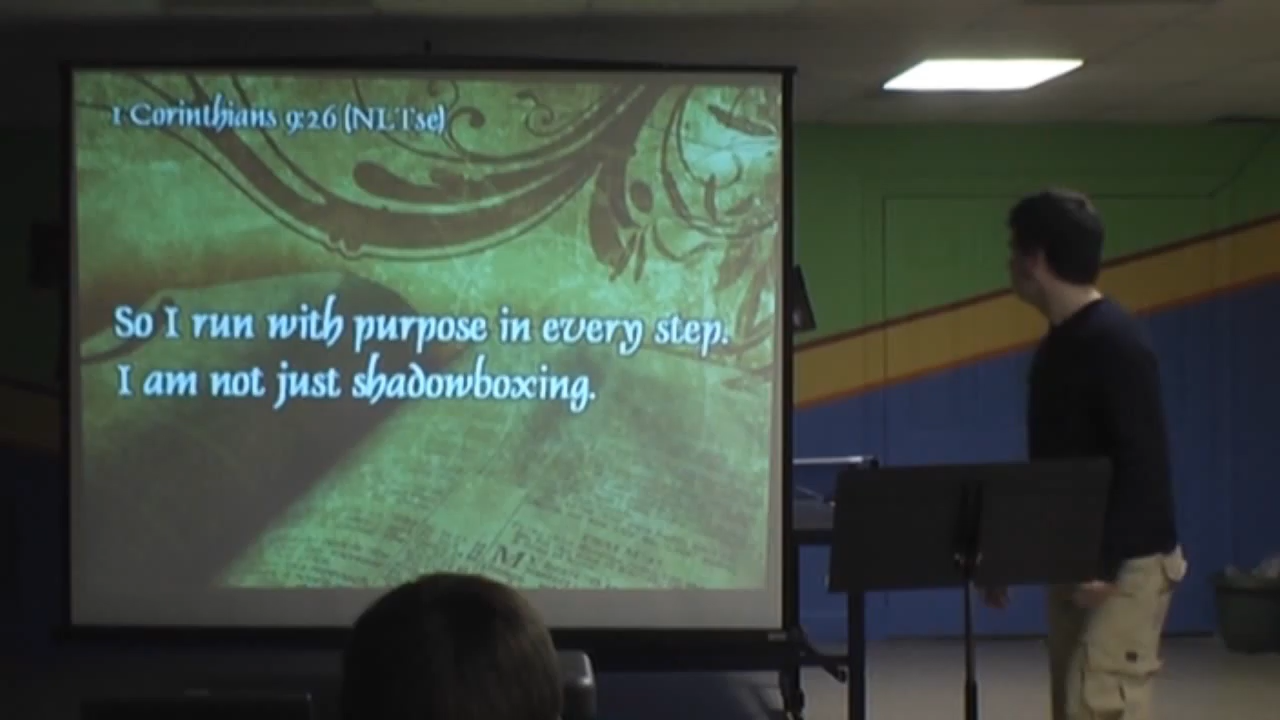 1 Corinthians 9:26 (NLTse)
So I run with purpose in every step.
I am not just shadowboxing.